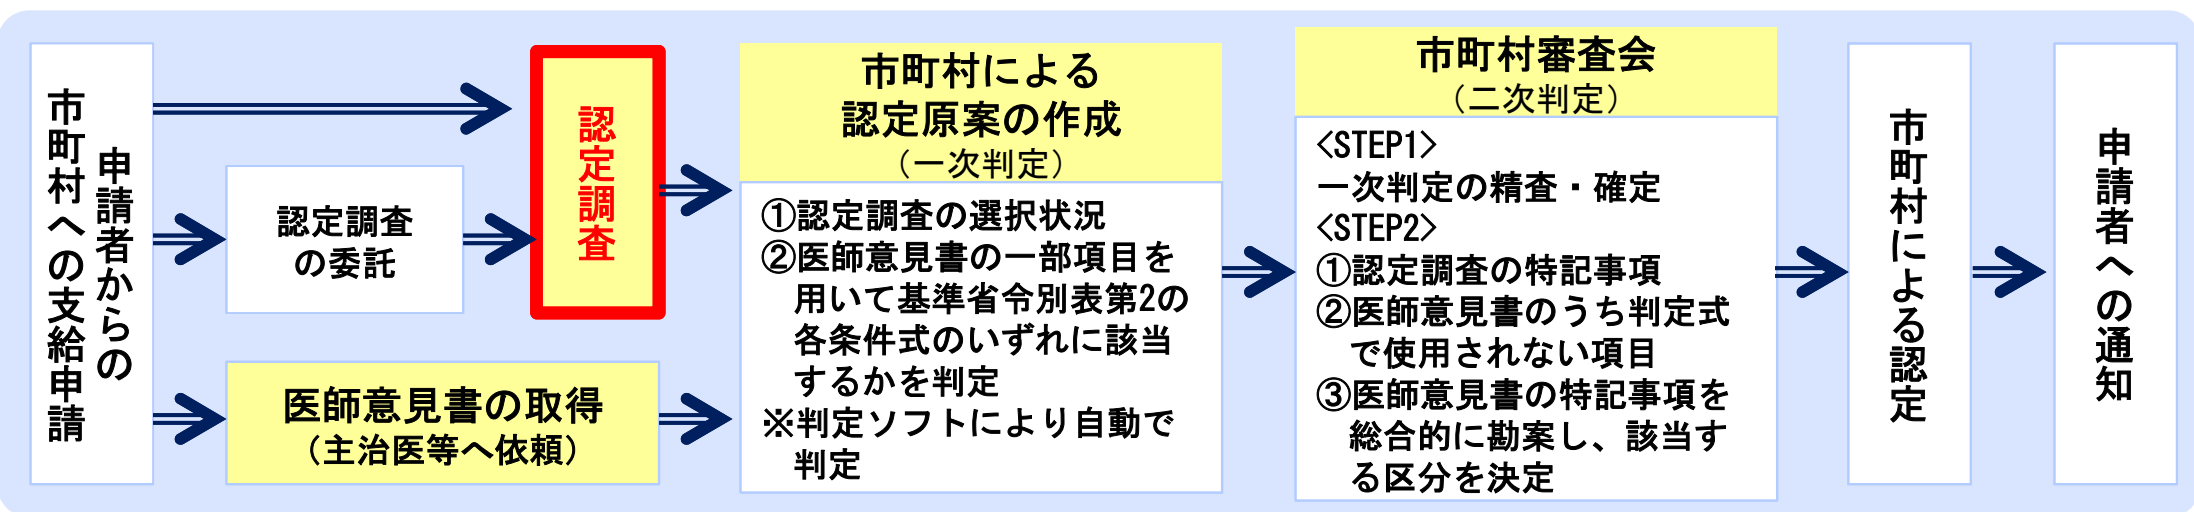 申請者からの
市町村への支給申請
認定調査
の委託
医師意見書の取得
（主治医等へ依頼）
認定調査
市町村による
認定原案の作成
（一次判定）
①認定調査の選択状況
②医師意見書の一部項目を
用いて基準省令別表第2の
各条件式のいずれに該当
するかを判定
※判定ソフトにより自動で
判定
市町村審査会
（二次判定）
<STEP1>
一次判定の精査・確定
<STEP2>
①認定調査の特記事項
②医師意見書のうち判定式
で使用されない項目
③医師意見書の特記事項を
総合的に勘案し、該当す
る区分を決定
市町村による認定
申請者への通知